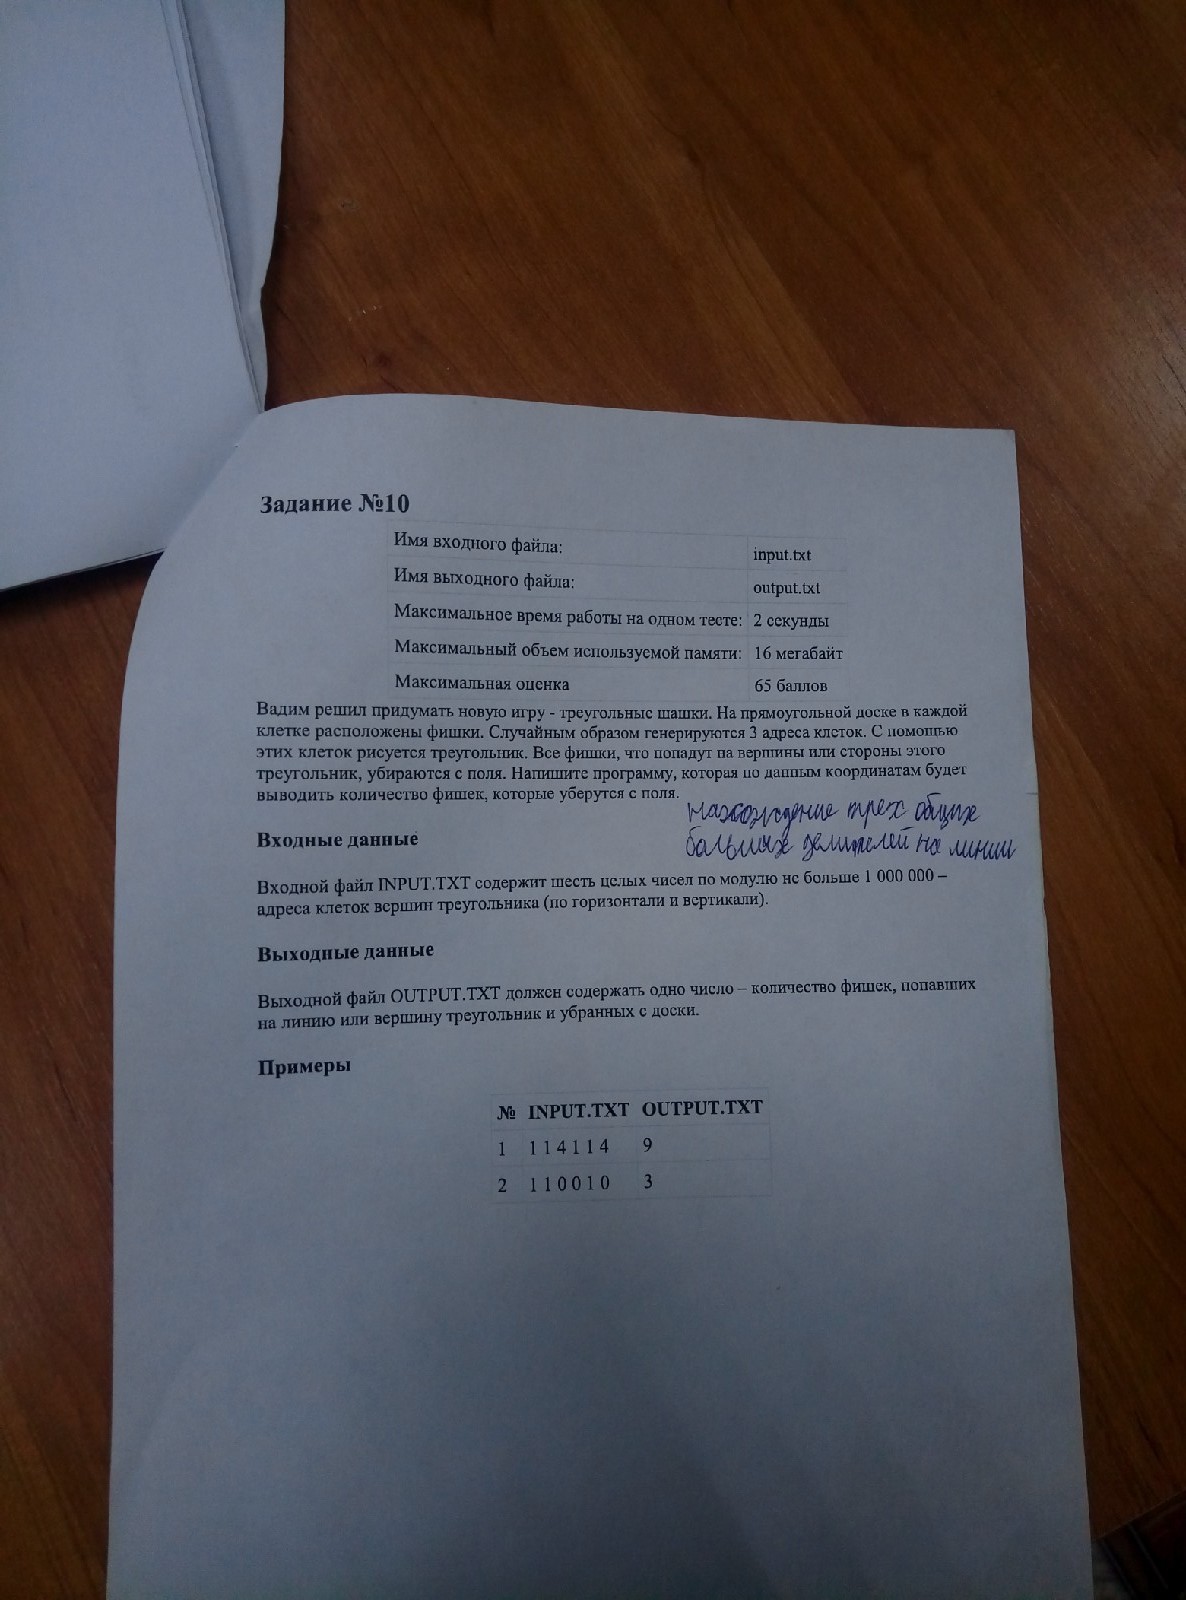 Задание №10
Имя входного файла: input.txt
Имя выходного файла: output.txt
Максимальное время работы на одном тесте: 2 секунды
Максимальный объем используемой памяти: 16 мегабайт
Максимальная оценка 65 баллов
Вадим решил придумать новую игру - треугольные шашки. На прямоугольной доске в каждой
клетке расположены фишки. Случайным образом генерируются 3 адреса клеток. С помощью
этих клеток рисуется треугольник. Все фишки, что попадут на вершины или стороны этого
треугольник, убираются с поля. Напишите программу, которая по данным координатам будет
выводить количество фишек, которые уберутся с поля.
нахождение трех общих
больших делителей на линии
Входные данные
Входной файл INPUT.TXT содержит шесть целых чисел по модулю не больше 1 000 000 –
адреса клеток вершин треугольника (по горизонтали и вертикали).
Выходные данные
Выходной файл OUTPUT.TXT должен содержать одно число – количество фишек, попавших
на линию или вершину треугольник и убранных с доски.
Примеры
№ INPUT.TXT OUTPUT.TXT
1 1 1 4 1 1 4 9
2 1 1 0 0 1 0 3